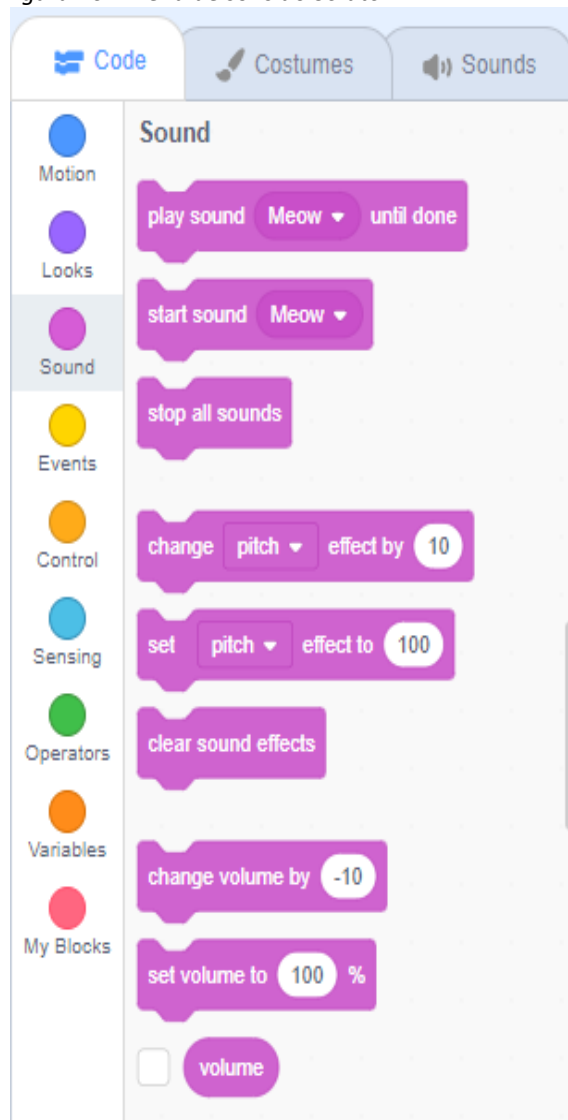 Code
Costumes
Sounds
Motion
Looks
Sound
Events
Control
Sensing
Operators
Variables
My Blocks
Sound
play sound Meow until done
start sound Meow
stop all sounds
change pitch effect by 10
set pitch effect to 100
clear sound effects
change volume by -10
set volume to 100 %
volume